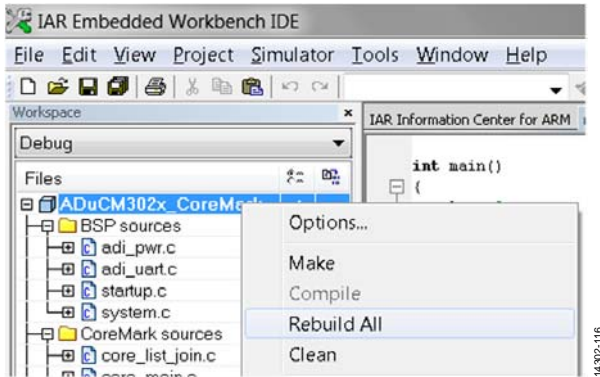 IAR Embedded Workbench IDE
File Edit View Project Simulator Tools Window Help
Workspace
IAR Information Center for ARM
Debug
Files
int main()
{
ADuCM302x_CoreMa
BSP sources
adi_pwr.c
adi_uart.c
startup.c
system.c
CoreMark sources
core_list_join.c
core_main.c
Options...
Make
Compile
Rebuild All
Clean
14302-116